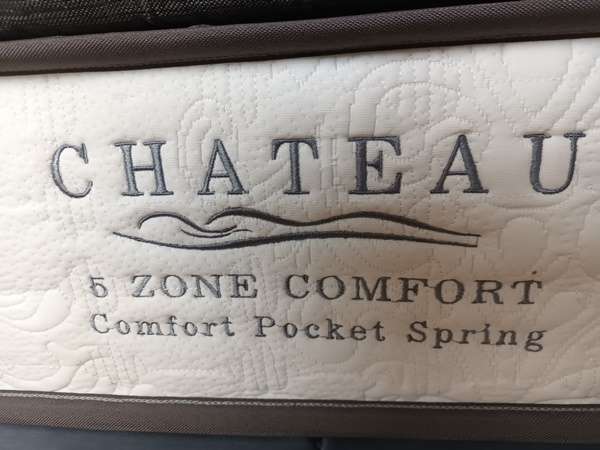 CHATEAU
5 ZONE COMFORT
Comfort Pocket Spring